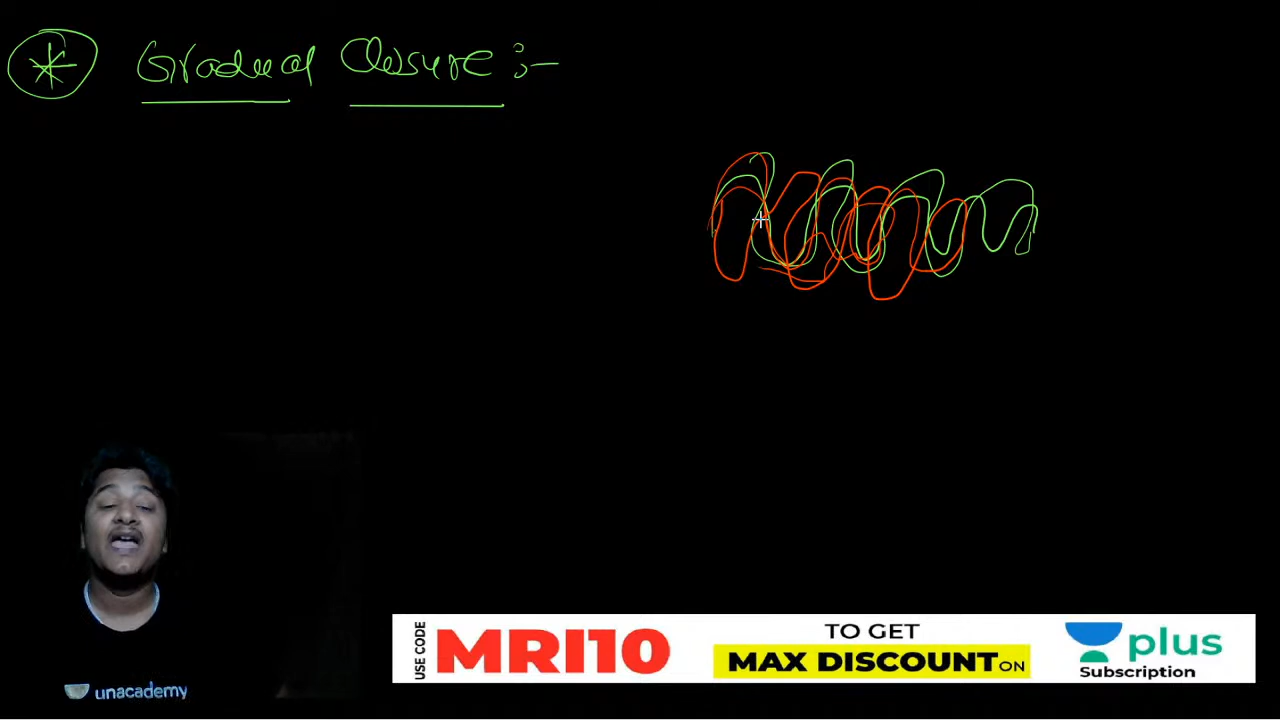 * Gradual Closure :-
USE CODE
MRI10
TO GET
MAX DISCOUNT ON
plus
Subscription
unacademy